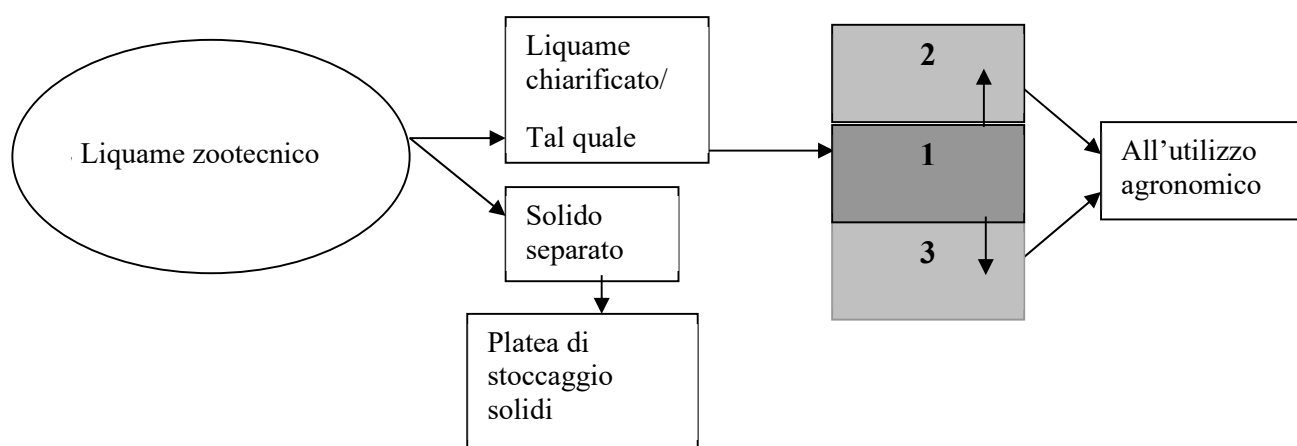 Liquame zootecnico
Liquame
chiarificato/
Tal quale
Solido
separato
Platea di
stoccaggio
solidi
2
1
3
All’utilizzo
agronomico